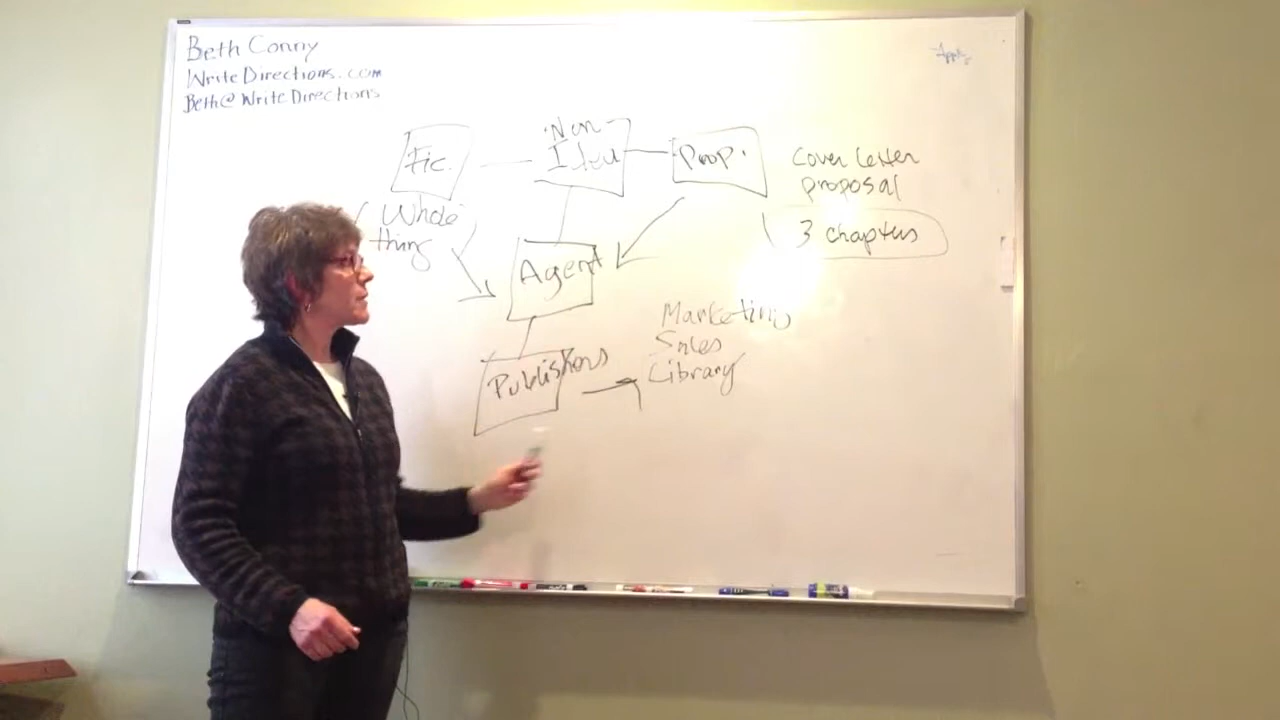 Beth Conny
WriteDirections.com
Beth@WriteDirections
Non
Fic.
Idea
Prop.
Cover Letter
proposal
3 chapters
Whole
thing
Agent
Marketing
Sales
Library
Publishers